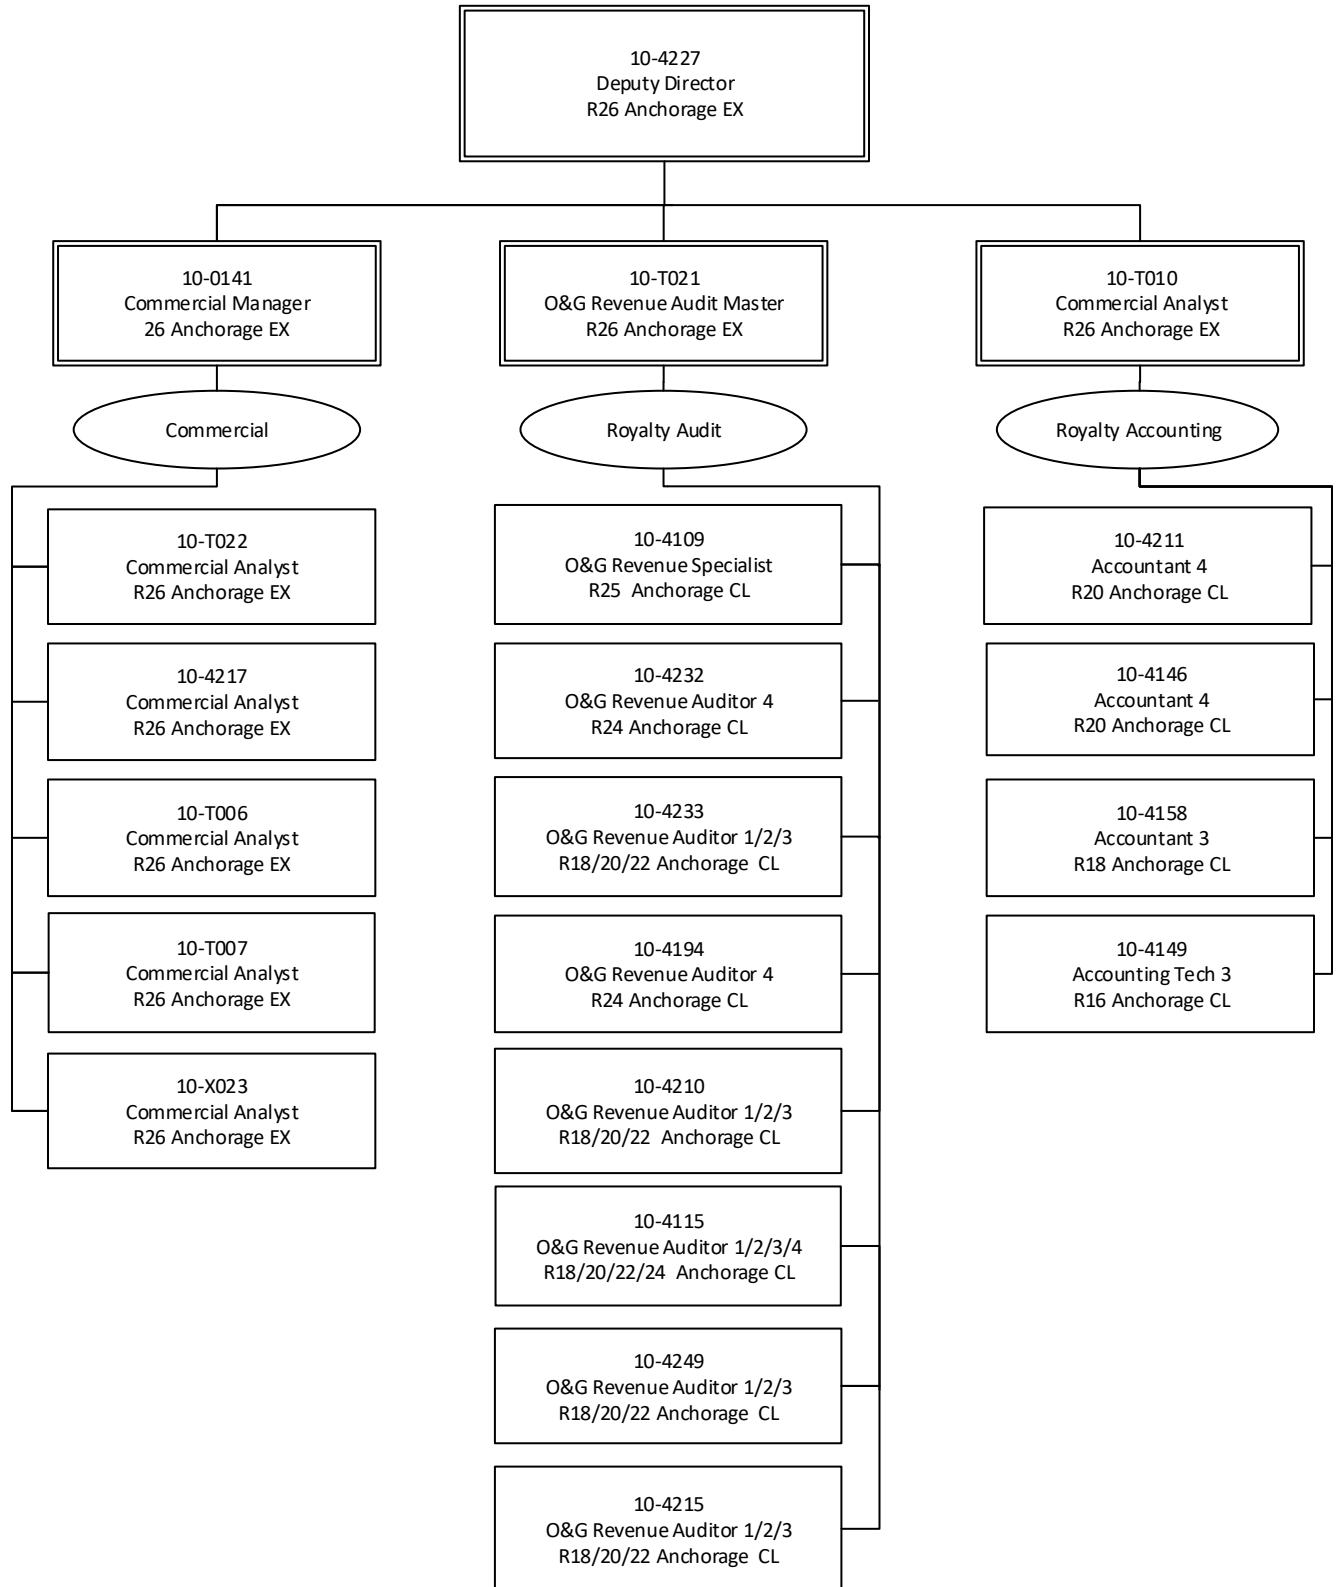 10-4227
Deputy Director
R26 Anchorage EX
10-0141
Commercial Manager
26 Anchorage EX
10-T021
O&G Revenue Audit Master
R26 Anchorage EX
10-T010
Commercial Analyst
R26 Anchorage EX
Commercial
Royalty Audit
Royalty Accounting
10-T022
Commercial Analyst
R26 Anchorage EX
10-4217
Commercial Analyst
R26 Anchorage EX
10-T006
Commercial Analyst
R26 Anchorage EX
10-T007
Commercial Analyst
R26 Anchorage EX
10-X023
Commercial Analyst
R26 Anchorage EX
10-4109
O&G Revenue Specialist
R25 Anchorage CL
10-4232
O&G Revenue Auditor 4
R24 Anchorage CL
10-4233
O&G Revenue Auditor 1/2/3
R18/20/22 Anchorage CL
10-4194
O&G Revenue Auditor 4
R24 Anchorage CL
10-4210
O&G Revenue Auditor 1/2/3
R18/20/22 Anchorage CL
10-4115
O&G Revenue Auditor 1/2/3/4
R18/20/22/24 Anchorage CL
10-4249
O&G Revenue Auditor 1/2/3
R18/20/22 Anchorage CL
10-4215
O&G Revenue Auditor 1/2/3
R18/20/22 Anchorage CL
10-4211
Accountant 4
R20 Anchorage CL
10-4146
Accountant 4
R20 Anchorage CL
10-4158
Accountant 3
R18 Anchorage CL
10-4149
Accounting Tech 3
R16 Anchorage CL